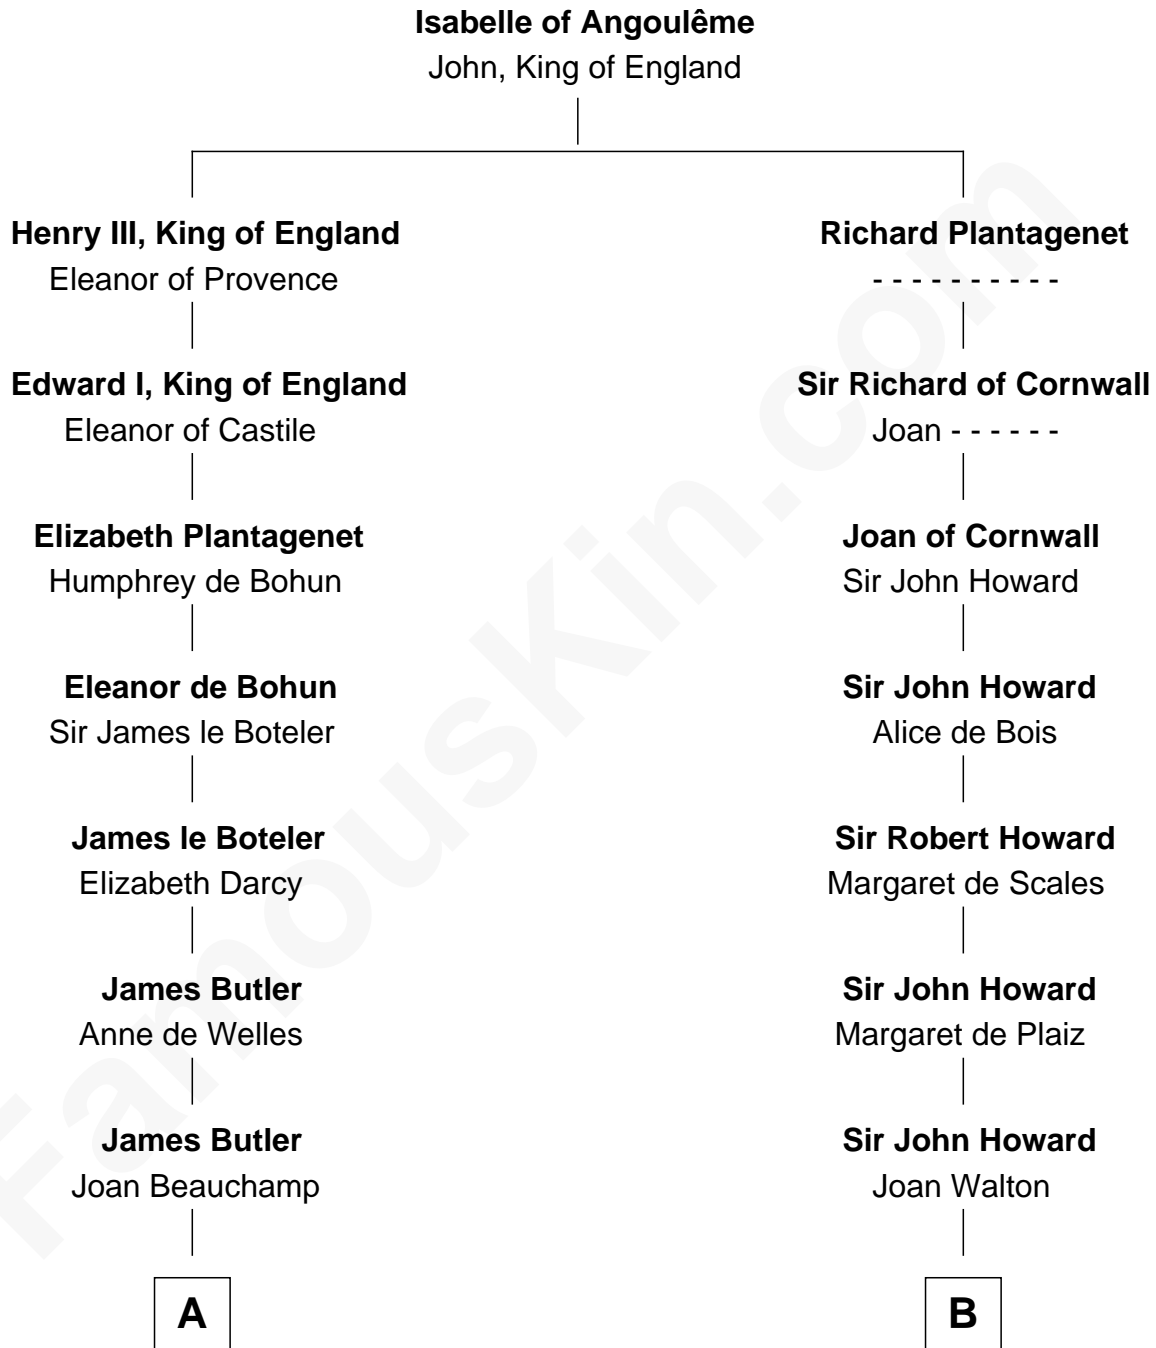 Isabelle of Angoulême
John, King of England
Henry III, King of England
Eleanor of Provence
Richard Plantagenet
- - - - - - - - - -
Edward I, King of England
Eleanor of Castile
Sir Richard of Cornwall
Joan - - - - - -
Elizabeth Plantagenet
Humphrey de Bohun
Joan of Cornwall
Sir John Howard
Eleanor de Bohun
Sir James le Boteler
Sir John Howard
Alice de Bois
James le Boteler
Elizabeth Darcy
Sir Robert Howard
Margaret de Scales
James Butler
Anne de Welles
Sir John Howard
Margaret de Plaiz
James Butler
Joan Beauchamp
Sir John Howard
Joan Walton
A
B
FamousKin.com